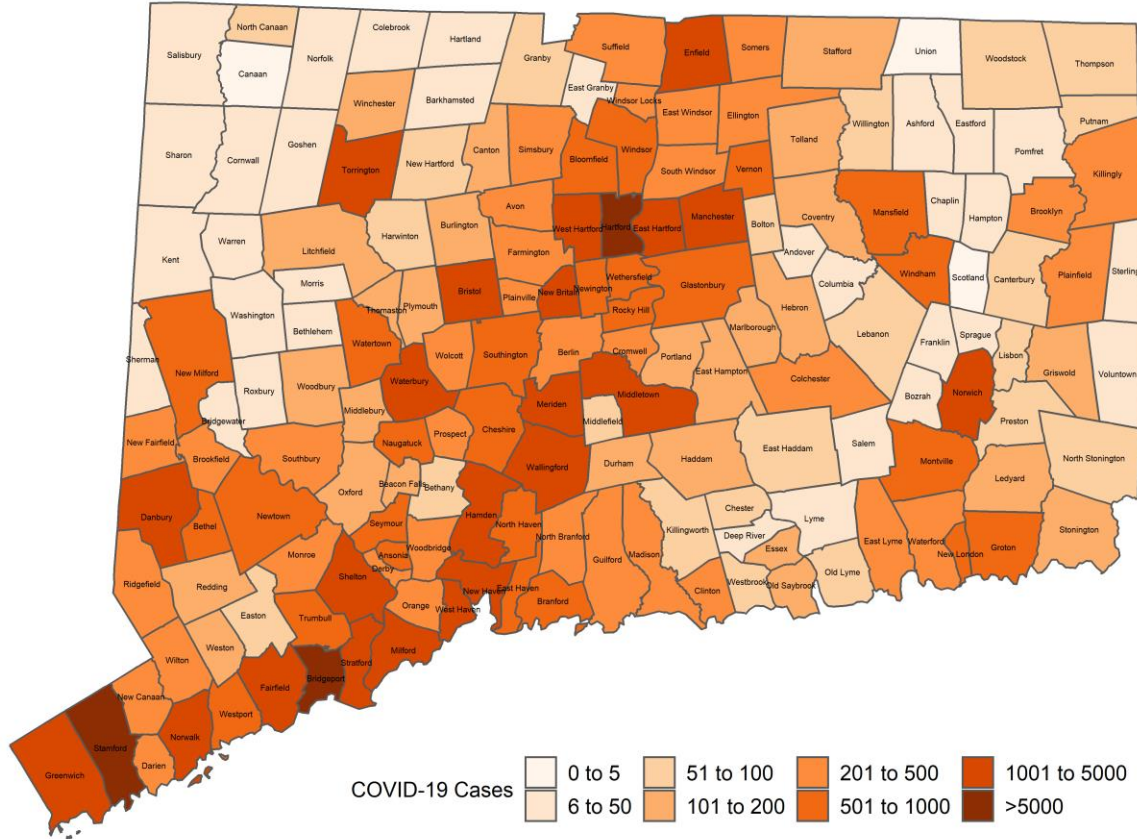 North Canaan
Colebrook
Hartland
Salisbury
Canaan
Norfolk
Granby
Suffield
Enfield
Somers
Stafford
Union
Woodstock
Thompson
East Granby
Windsor Locks
Winchester
Barkhamsted
East Windsor
Ellington
Willington
Ashford
Eastford
Putnam
Sharon
Cornwall
Goshen
Torrington
New Hartford
Canton
Simsbury
Bloomfield
Windsor
South Windsor
Vernon
Tolland
Pomfret
Killingly
Kent
Warren
Litchfield
Harwinton
Burlington
Avon
West Hartford
Hartford
East Hartford
Manchester
Bolton
Coventry
Mansfield
Chaplin
Hampton
Brooklyn
Andover
Columbia
Windham
Scotland
Canterbury
Plainfield
Sterling
Farmington
Morris
Washington
Bethlehem
Thomaston
Plymouth
Bristol
Plainville
New Britain
Newington
Wethersfield
Glastonbury
Rocky Hill
Marlborough
Hebron
Lebanon
Franklin
Sprague
Lisbon
Griswold
Voluntown
Sherman
New Milford
Roxbury
Woodbury
Watertown
Wolcott
Southington
Berlin
Cromwell
Portland
East Hampton
Colchester
Bozrah
Norwich
Preston
Bridgewater
Waterbury
Middlebury
Meriden
Middletown
Middlefield
New Fairfield
Brookfield
Southbury
Naugatuck
Prospect
Cheshire
Wallingford
Durham
Haddam
East Haddam
Salem
Montville
Ledyard
North Stonington
Danbury
Bethel
Newtown
Oxford
Beacon Falls
Bethany
Hamden
North Haven
North Branford
Guilford
Madison
Killingworth
Chester
Deep River
Lyme
Essex
East Lyme
Waterford
New London
Groton
Stonington
Ridgefield
Redding
Monroe
Seymour
Ansonia
Derby
Woodbridge
Shelton
Orange
West Haven
New Haven
East Haven
Branford
Clinton
Westbrook
Old Saybrook
Old Lyme
Easton
Trumbull
Weston
Wilton
Milford
Stratford
Bridgeport
Fairfield
Westport
Norwalk
New Canaan
Darien
Stamford
Greenwich
COVID-19 Cases
0 to 5
51 to 100
201 to 500
1001 to 5000
6 to 50
101 to 200
501 to 1000
>5000